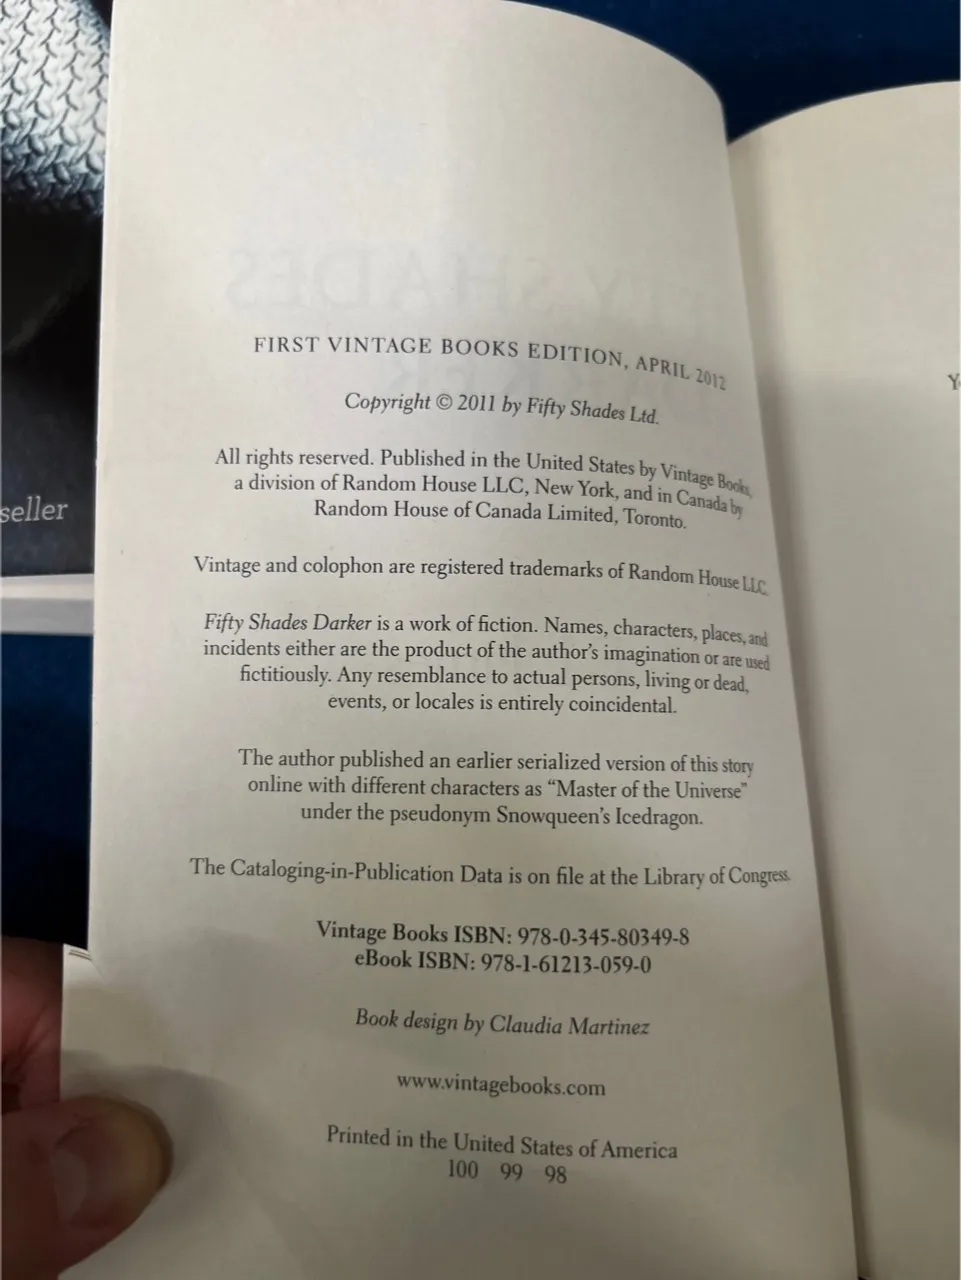 FIRST VINTAGE BOOKS EDITION, APRIL 2012
Copyright © 2011 by Fifty Shades Ltd.
All rights reserved. Published in the United States by Vintage Books,
a division of Random House LLC, New York, and in Canada by
Random House of Canada Limited, Toronto.
Vintage and colophon are registered trademarks of Random House LLC.
Fifty Shades Darker is a work of fiction. Names, characters, places, and
incidents either are the product of the author's imagination or are used
fictitiously. Any resemblance to actual persons, living or dead,
events, or locales is entirely coincidental.
The author published an earlier serialized version of this story
online with different characters as “Master of the Universe”
under the pseudonym Snowqueen's Icedragon.
The Cataloging-in-Publication Data is on file at the Library of Congress.
Vintage Books ISBN: 978-0-345-80349-8
eBook ISBN: 978-1-61213-059-0
Book design by Claudia Martinez
www.vintagebooks.com
Printed in the United States of America
100 99 98
seller